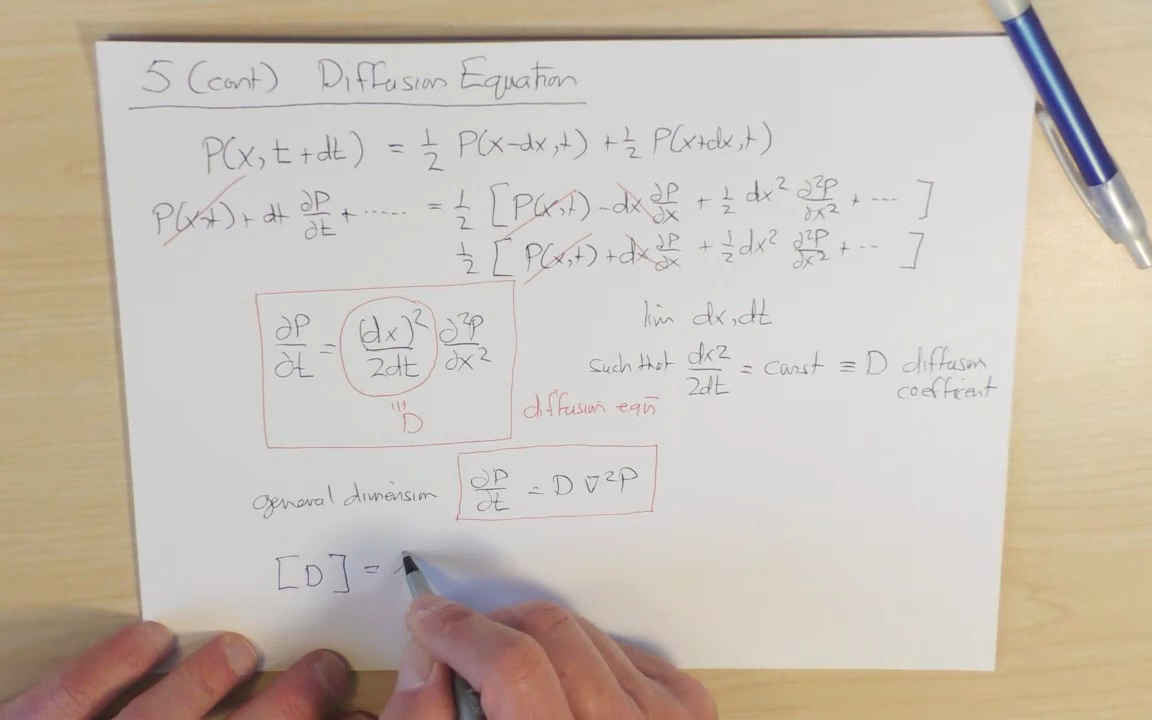 5 (cont) Diffusion Equation
P(x, t + dt) = 1/2 P(x-dx, t) + 1/2 P(x+dx, t)
P(x,t) + dt ∂P/∂t + ...... = 1/2 [ P(x,t) - dx ∂P/∂x + 1/2 dx² ∂²P/∂x² + ... ]
1/2 [ P(x,t) + dx ∂P/∂x + 1/2 dx² ∂²P/∂x² + ... ]
∂P/∂t = (dx)²/2dt ∂²P/∂x²
≡ D
diffusion eqn
lim dx, dt
such that dx2/2dt = const ≡ D diffusion
coefficient
general dimension ∂P/∂t = D ∇²P
[D] =